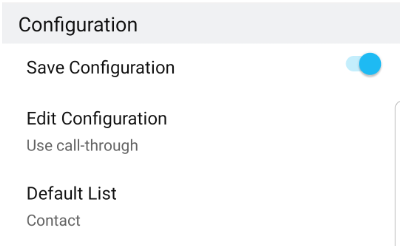 Configuration
Save Configuration
Edit Configuration
Use call-through
Default List
Contact